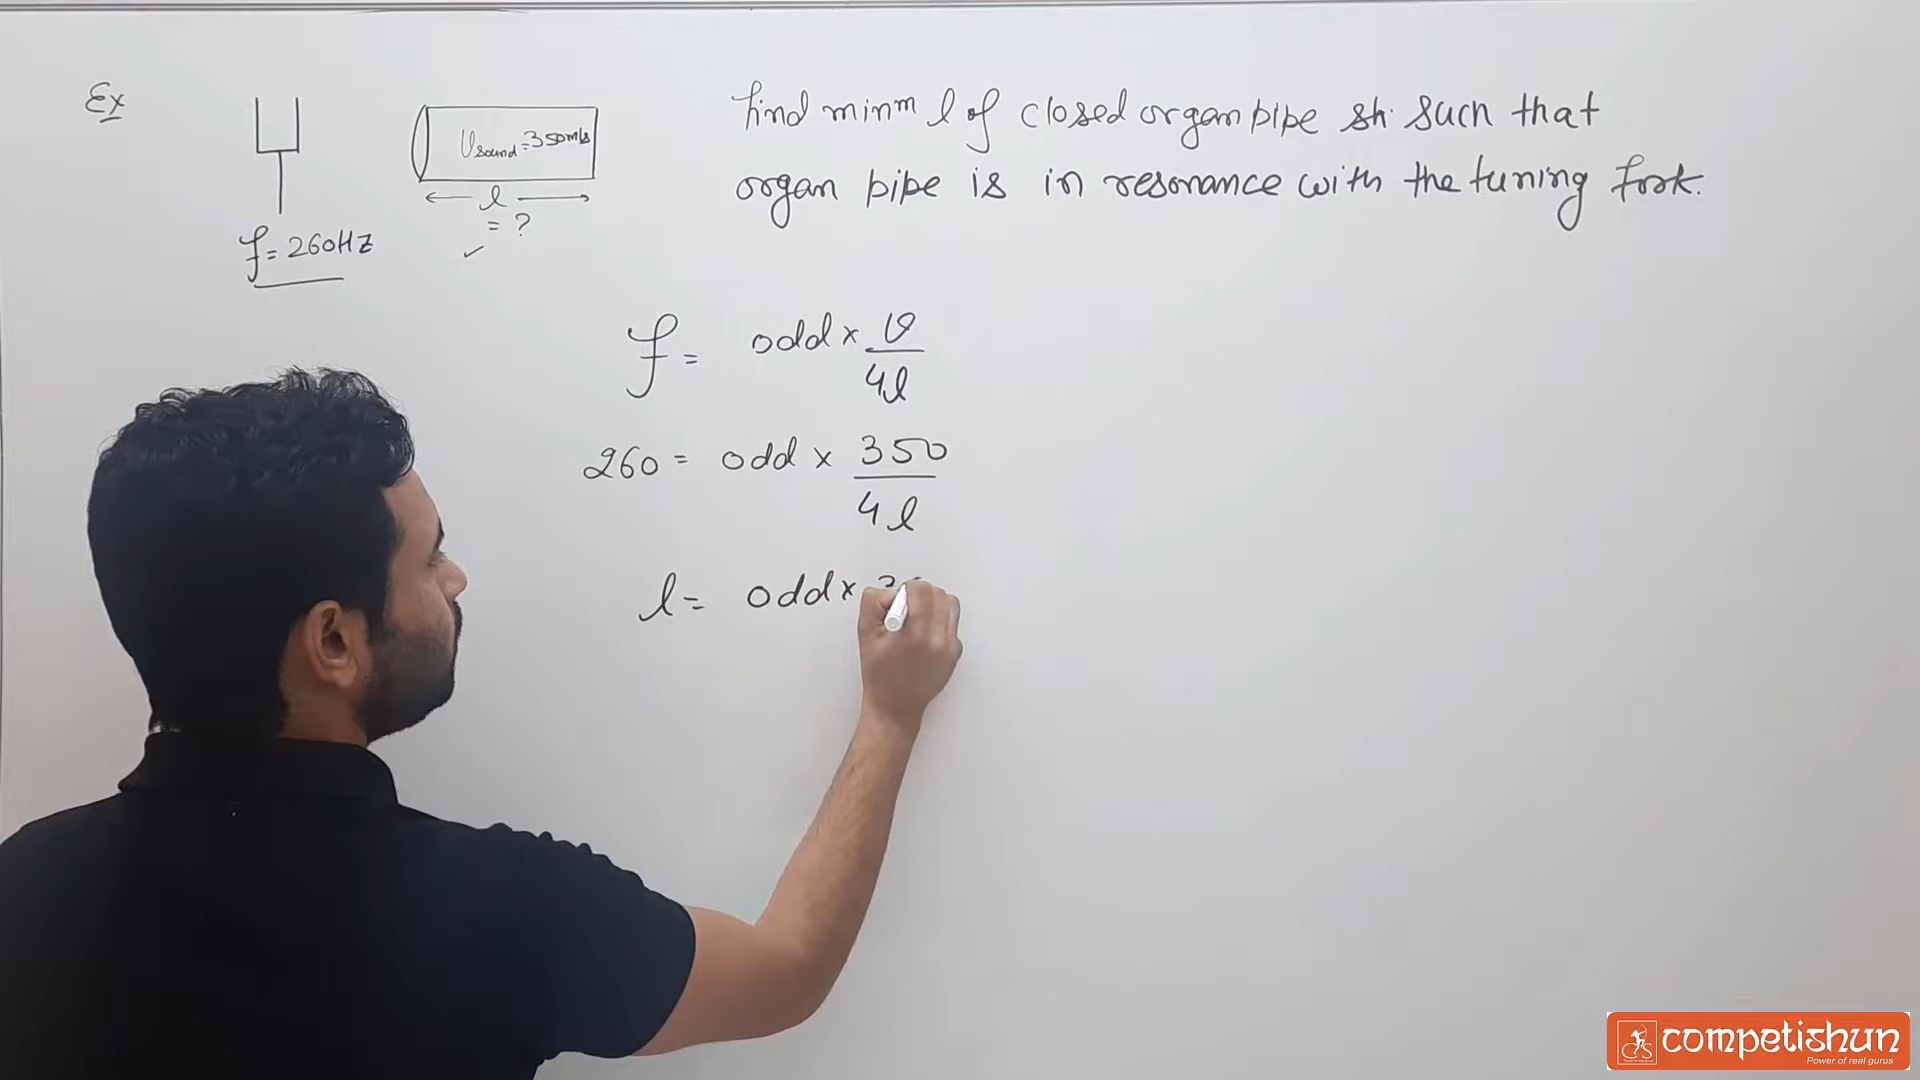 Ex
Vsound = 350m/s
l
= ?
f = 260HZ
find minm l of closed organ pipe sh. such that
organ pipe is in resonance with the tuning fork.
f = odd × v
4l
260 = odd × 350
4l
l = odd ×
competishun
Power of real gurus